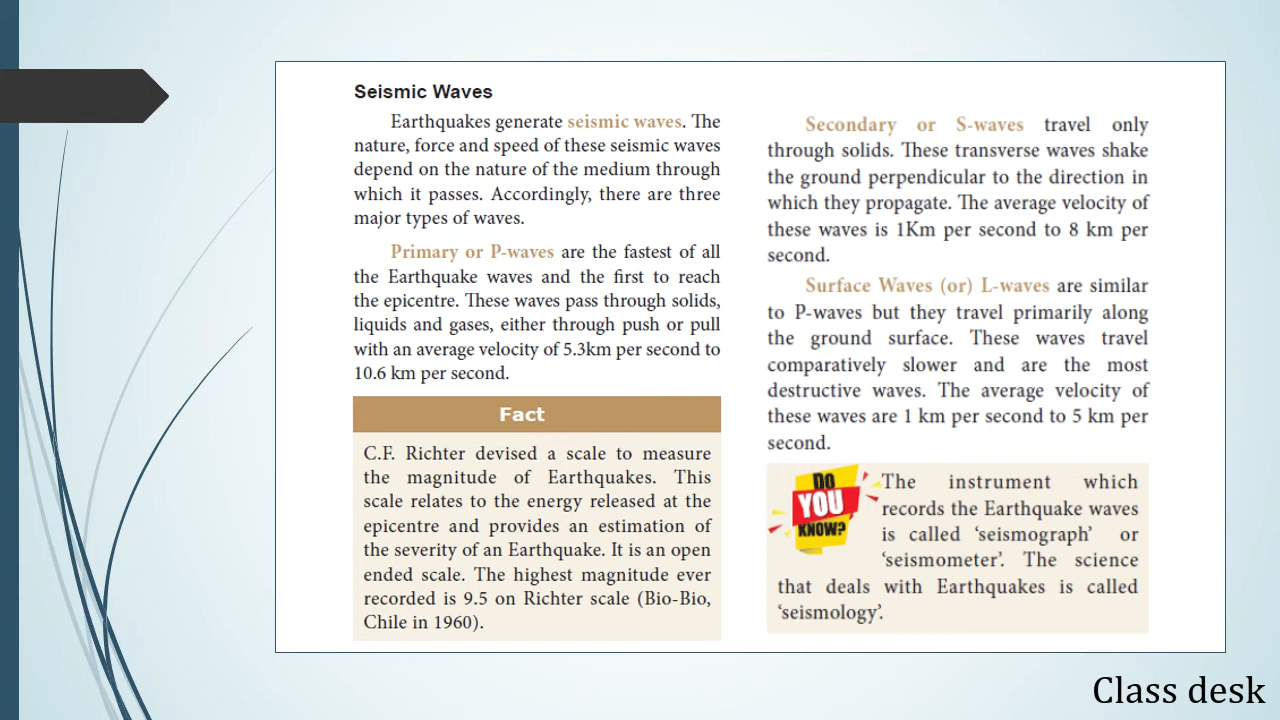 Seismic Waves
Earthquakes generate seismic waves. The
nature, force and speed of these seismic waves
depend on the nature of the medium through
which it passes. Accordingly, there are three
major types of waves.
Primary or P-waves are the fastest of all
the Earthquake waves and the first to reach
the epicentre. These waves pass through solids,
liquids and gases, either through push or pull
with an average velocity of 5.3km per second to
10.6 km per second.
Fact
C.F. Richter devised a scale to measure
the magnitude of Earthquakes. This
scale relates to the energy released at the
epicentre and provides an estimation of
the severity of an Earthquake. It is an open
ended scale. The highest magnitude ever
recorded is 9.5 on Richter scale (Bio-Bio,
Chile in 1960).
Secondary or S-waves travel only
through solids. These transverse waves shake
the ground perpendicular to the direction in
which they propagate. The average velocity of
these waves is 1Km per second to 8 km per
second.
Surface Waves (or) L-waves are similar
to P-waves but they travel primarily along
the ground surface. These waves travel
comparatively slower and are the most
destructive waves. The average velocity of
these waves are 1 km per second to 5 km per
second.
DO
YOU
KNOW?
The instrument which
records the Earthquake waves
is called ‘seismograph’ or
‘seismometer’. The science
that deals with Earthquakes is called
‘seismology’.
Class desk